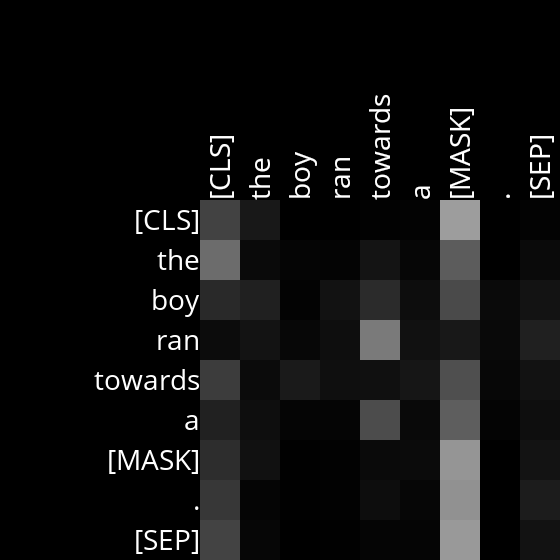 [CLS] the boy ran towards a [MASK] . [SEP]
[CLS]
the
boy
ran
towards
a
[MASK]
.
[SEP]